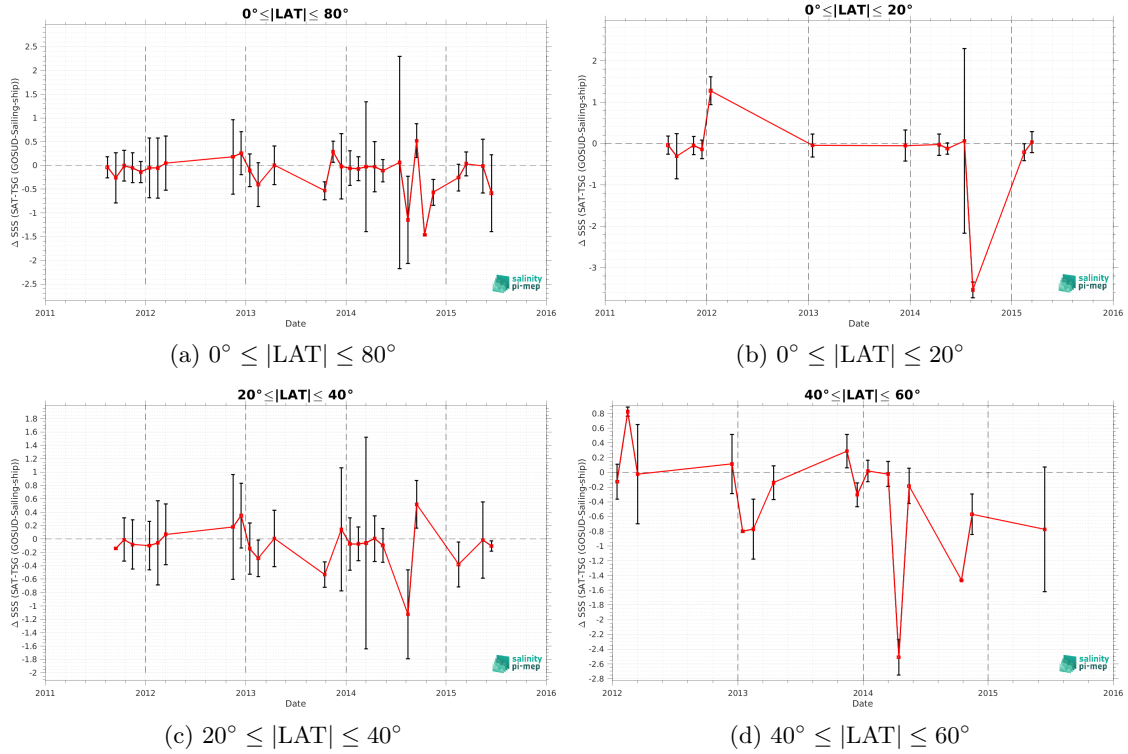 0°≤|LAT|≤ 80°
Δ SSS (SAT-TSG (GOSUD-Sailing-ship))
2.5
2
1.5
1
0.5
0
-0.5
-1
-1.5
-2
-2.5
2011 2012 2013 2014 2015 2016
Date
salinity
pi-mep
(a) 0° ≤ |LAT| ≤ 80°
0°≤|LAT|≤ 20°
Δ SSS (SAT-TSG (GOSUD-Sailing-ship))
2
1
0
-1
-2
-3
2011 2012 2013 2014 2015 2016
Date
salinity
pi-mep
(b) 0° ≤ |LAT| ≤ 20°
20°≤|LAT|≤ 40°
Δ SSS (SAT-TSG (GOSUD-Sailing-ship))
1.8
1.6
1.4
1.2
1
0.8
0.6
0.4
0.2
0
-0.2
-0.4
-0.6
-0.8
-1
-1.2
-1.4
-1.6
-1.8
-2
2011 2012 2013 2014 2015 2016
Date
salinity
pi-mep
(c) 20° ≤ |LAT| ≤ 40°
40°≤|LAT|≤ 60°
Δ SSS (SAT-TSG (GOSUD-Sailing-ship))
0.8
0.6
0.4
0.2
0
-0.2
-0.4
-0.6
-0.8
-1
-1.2
-1.4
-1.6
-1.8
-2
-2.2
-2.4
-2.6
-2.8
2012 2013 2014 2015 2016
Date
salinity
pi-mep
(d) 40° ≤ |LAT| ≤ 60°